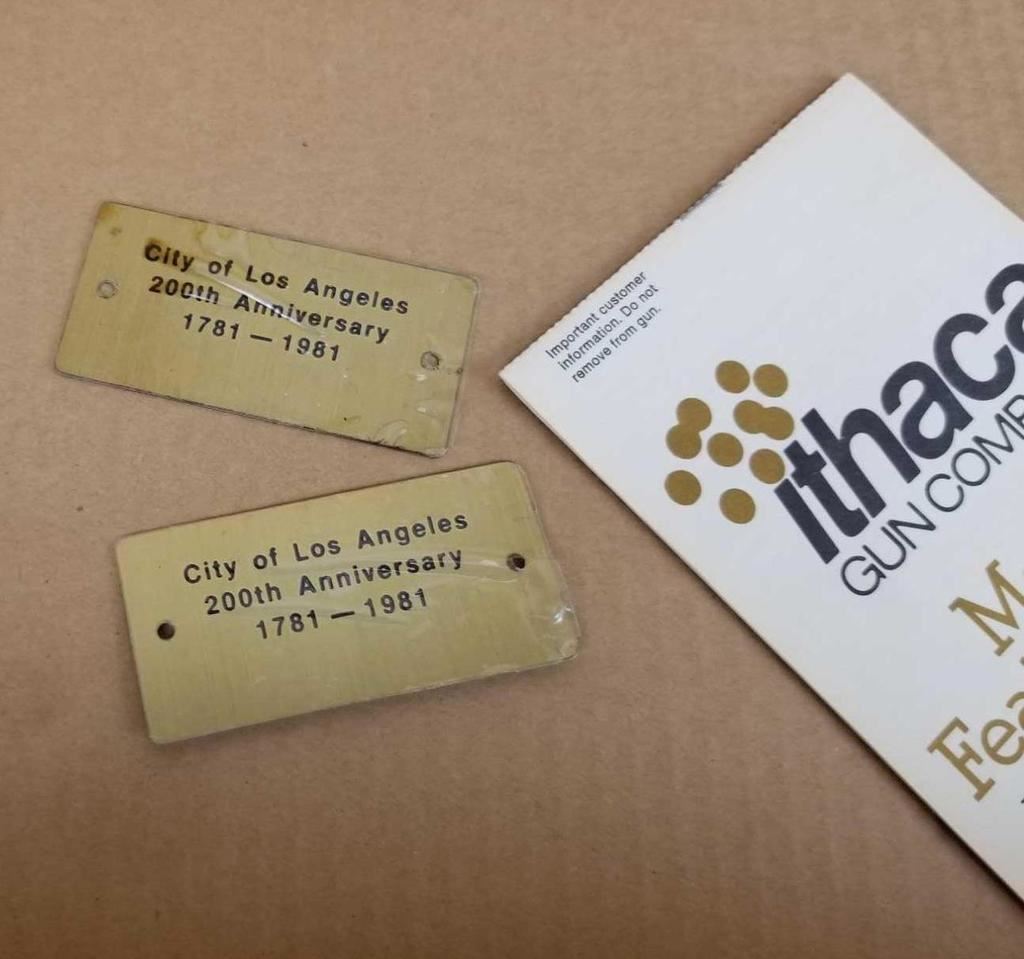 City of Los Angeles
200th Anniversary
1781 — 1981
City of Los Angeles
200th Anniversary
1781 — 1981
Important customer
information. Do not
remove from gun.
ithaca
GUN